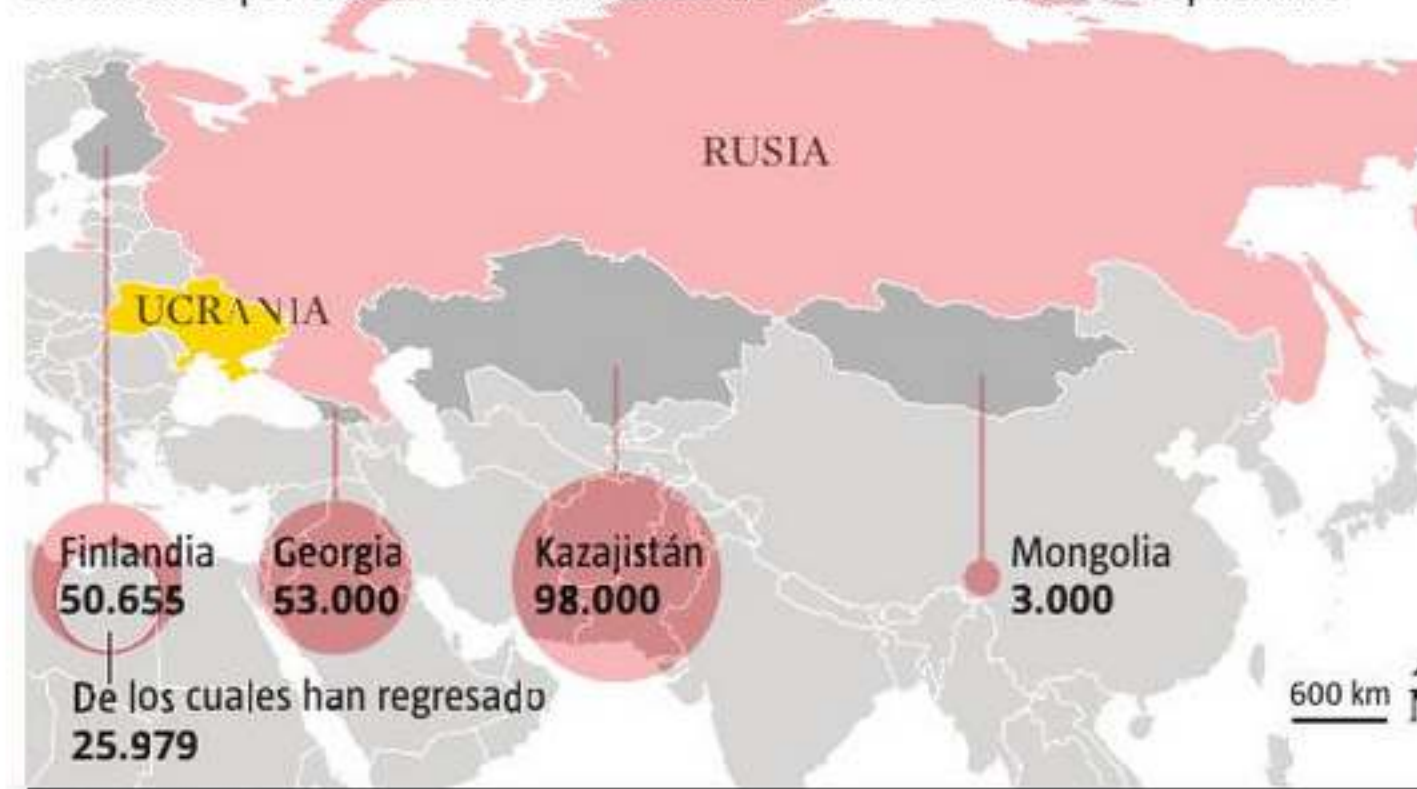 RUSIA
UCRANIA
Finlandia
50.655
Georgia
53.000
Kazajistán
98.000
Mongolia
3.000
De los cuales han regresado
25.979
600 km